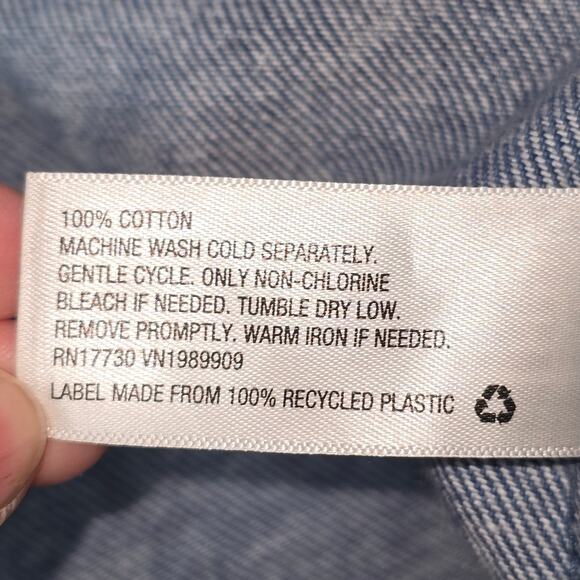 100% COTTON
MACHINE WASH COLD SEPARATELY.
GENTLE CYCLE. ONLY NON-CHLORINE
BLEACH IF NEEDED. TUMBLE DRY LOW.
REMOVE PROMPTLY. WARM IRON IF NEEDED.
RN17730 VN1989909
LABEL MADE FROM 100% RECYCLED PLASTIC